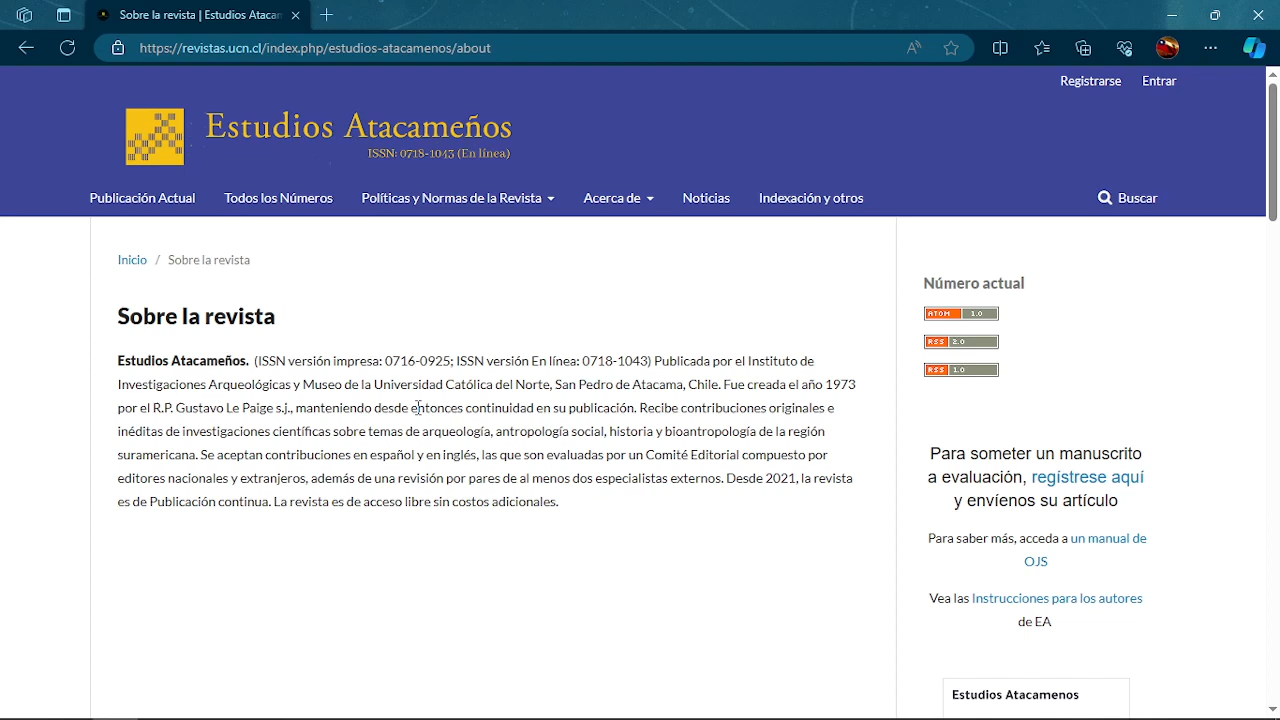 Sobre la revista | Estudios Atacam
https://revistas.ucn.cl/index.php/estudios-atacamenos/about
Registrarse Entrar
Estudios Atacameños
ISSN: 0718-1043 (En línea)
Publicación Actual Todos los Números Políticas y Normas de la Revista Acerca de Noticias Indexación y otros Buscar
Inicio / Sobre la revista
Sobre la revista
Estudios Atacameños. (ISSN versión impresa: 0716-0925; ISSN versión En línea: 0718-1043) Publicada por el Instituto de
Investigaciones Arqueológicas y Museo de la Universidad Católica del Norte, San Pedro de Atacama, Chile. Fue creada el año 1973
por el R.P. Gustavo Le Paige s.j., manteniendo desde entonces continuidad en su publicación. Recibe contribuciones originales e
inéditas de investigaciones científicas sobre temas de arqueología, antropología social, historia y bioantropología de la región
suramericana. Se aceptan contribuciones en español y en inglés, las que son evaluadas por un Comité Editorial compuesto por
editores nacionales y extranjeros, además de una revisión por pares de al menos dos especialistas externos. Desde 2021, la revista
es de Publicación continua. La revista es de acceso libre sin costos adicionales.
Número actual
ATOM 1.0
RSS 2.0
RSS 1.0
Para someter un manuscrito
a evaluación, regístrese aquí
y envíenos su artículo
Para saber más, acceda a un manual de
OJS
Vea las Instrucciones para los autores
de EA
Estudios Atacamenos